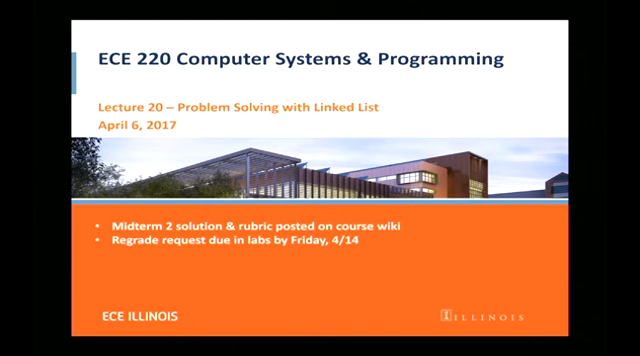 ECE 220 Computer Systems & Programming
Lecture 20 – Problem Solving with Linked List
April 6, 2017
• Midterm 2 solution & rubric posted on course wiki
• Regrade request due in labs by Friday, 4/14
ECE ILLINOIS
ILLINOIS